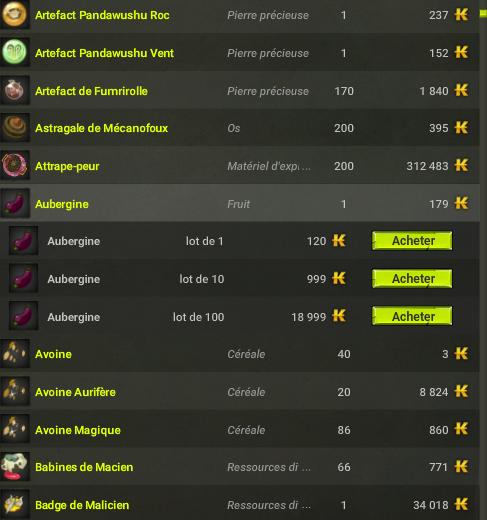 Artefact Pandawushu Roc Pierre précieuse 1 237
Artefact Pandawushu Vent Pierre précieuse 1 152
Artefact de Fumrirolle Pierre précieuse 170 1 840
Astragale de Mécanofoux Os 200 395
Attrape-peur Matériel d'expl ... 200 312 483
Aubergine Fruit 1 179
Aubergine lot de 1 120 Acheter
Aubergine lot de 10 999 Acheter
Aubergine lot de 100 18 999 Acheter
Avoine Céréale 40 3
Avoine Aurifère Céréale 20 8 824
Avoine Magique Céréale 86 860
Babines de Macien Ressources di ... 66 771
Badge de Malicien Ressources di ... 1 34 018